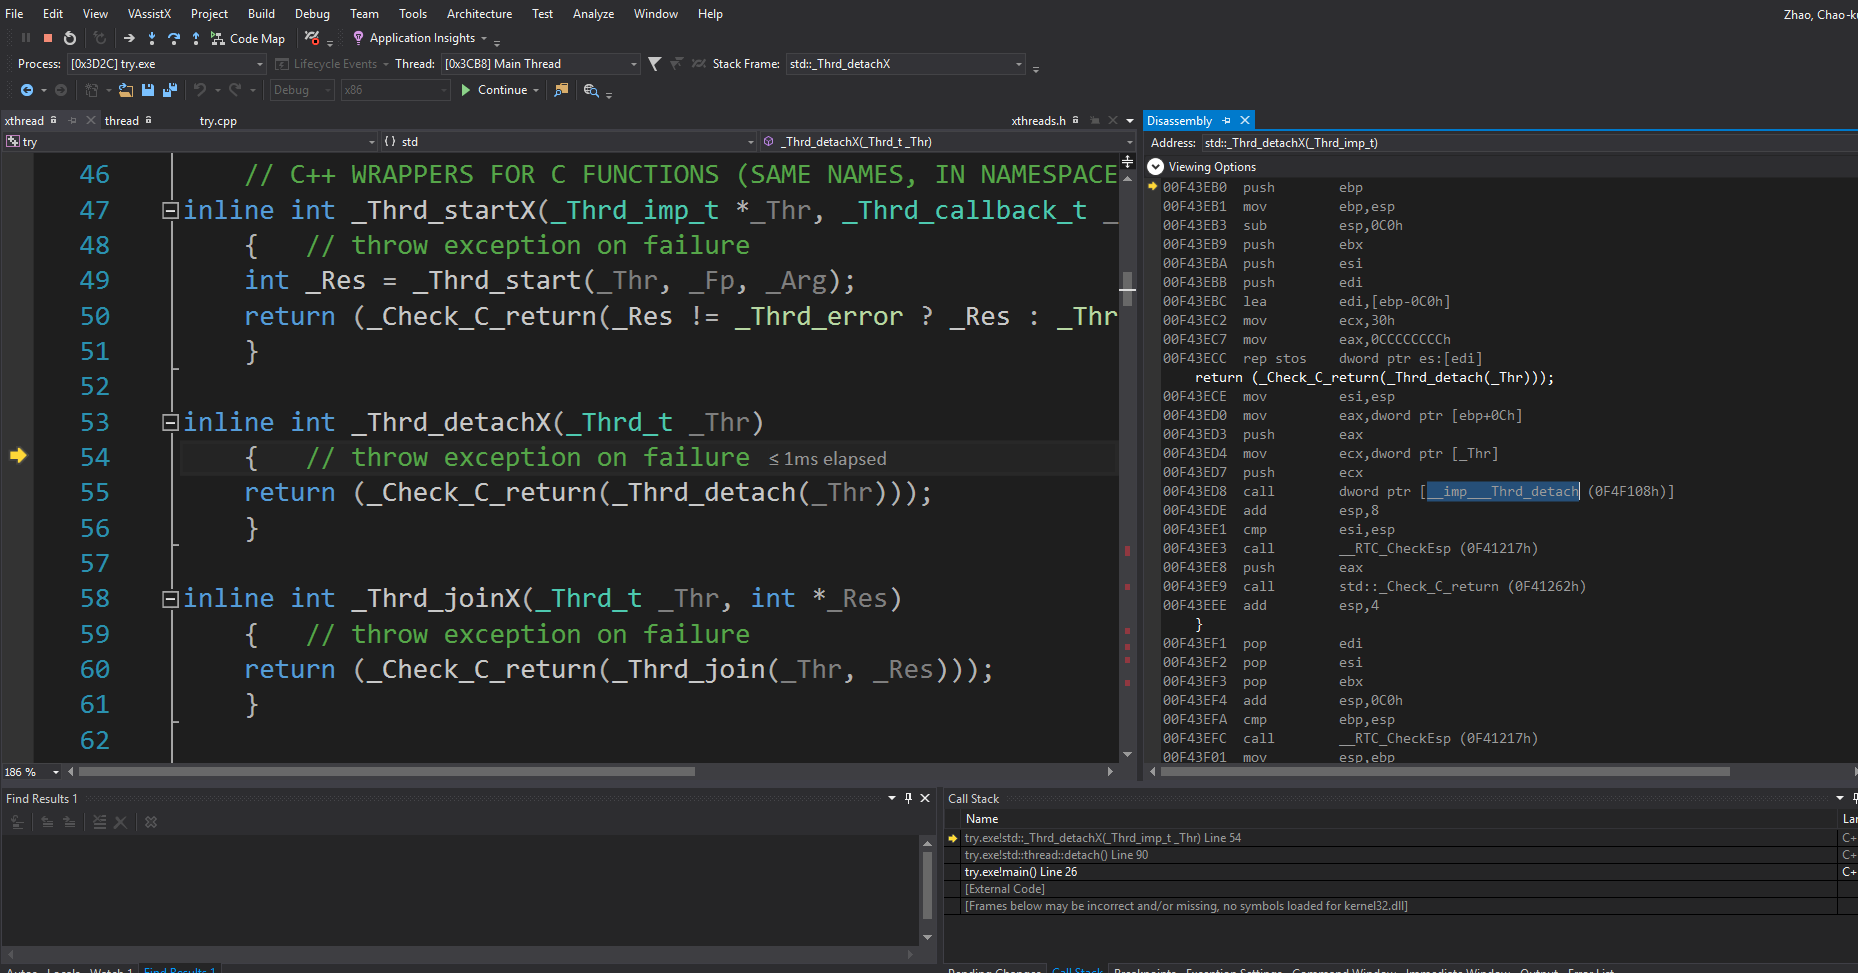 File Edit View VAssistX Project Build Debug Team Tools Architecture Test Analyze Window Help
Zhao, Chao-k
Code Map Application Insights
Process: [0x3D2C] try.exe Lifecycle Events Thread: [0x3CB8] Main Thread Stack Frame: std::_Thrd_detachX
Debug x86 Continue
xthread thread try.cpp xthreads.h
try {} std _Thrd_detachX(_Thrd_t _Thr)
46 // C++ WRAPPERS FOR C FUNCTIONS (SAME NAMES, IN NAMESPACE
47 inline int _Thrd_startX(_Thrd_imp_t *_Thr, _Thrd_callback_t _
48 { // throw exception on failure
49 int _Res = _Thrd_start(_Thr, _Fp, _Arg);
50 return (_Check_C_return(_Res != _Thrd_error ? _Res : _Thr
51 }
52
53 inline int _Thrd_detachX(_Thrd_t _Thr)
54 { // throw exception on failure ≤ 1ms elapsed
55 return (_Check_C_return(_Thrd_detach(_Thr)));
56 }
57
58 inline int _Thrd_joinX(_Thrd_t _Thr, int *_Res)
59 { // throw exception on failure
60 return (_Check_C_return(_Thrd_join(_Thr, _Res)));
61 }
62
186 %
Disassembly
Address: std::_Thrd_detachX(_Thrd_imp_t)
Viewing Options
00F43EB0 push ebp
00F43EB1 mov ebp,esp
00F43EB3 sub esp,0C0h
00F43EB9 push ebx
00F43EBA push esi
00F43EBB push edi
00F43EBC lea edi,[ebp-0C0h]
00F43EC2 mov ecx,30h
00F43EC7 mov eax,0CCCCCCCCh
00F43ECC rep stos dword ptr es:[edi]
return (_Check_C_return(_Thrd_detach(_Thr)));
00F43ECE mov esi,esp
00F43ED0 mov eax,dword ptr [ebp+0Ch]
00F43ED3 push eax
00F43ED4 mov ecx,dword ptr [_Thr]
00F43ED7 push ecx
00F43ED8 call dword ptr [__imp___Thrd_detach (0F4F108h)]
00F43EDE add esp,8
00F43EE1 cmp esi,esp
00F43EE3 call __RTC_CheckEsp (0F41217h)
00F43EE8 push eax
00F43EE9 call std::_Check_C_return (0F41262h)
00F43EEE add esp,4
}
00F43EF1 pop edi
00F43EF2 pop esi
00F43EF3 pop ebx
00F43EF4 add esp,0C0h
00F43EFA cmp ebp,esp
00F43EFC call __RTC_CheckEsp (0F41217h)
00F43F01 mov esp,ebp
Find Results 1
Call Stack
Name La
try.exe!std::_Thrd_detachX(_Thrd_imp_t _Thr) Line 54 C+
try.exe!std::thread::detach() Line 90 C+
try.exe!main() Line 26 C+
[External Code]
[Frames below may be incorrect and/or missing, no symbols loaded for kernel32.dll]
Autos Locals Watch 1 Find Results 1
Pending Changes Call Stack Breakpoints Exception Settings Command Window Immediate Window Output Error List